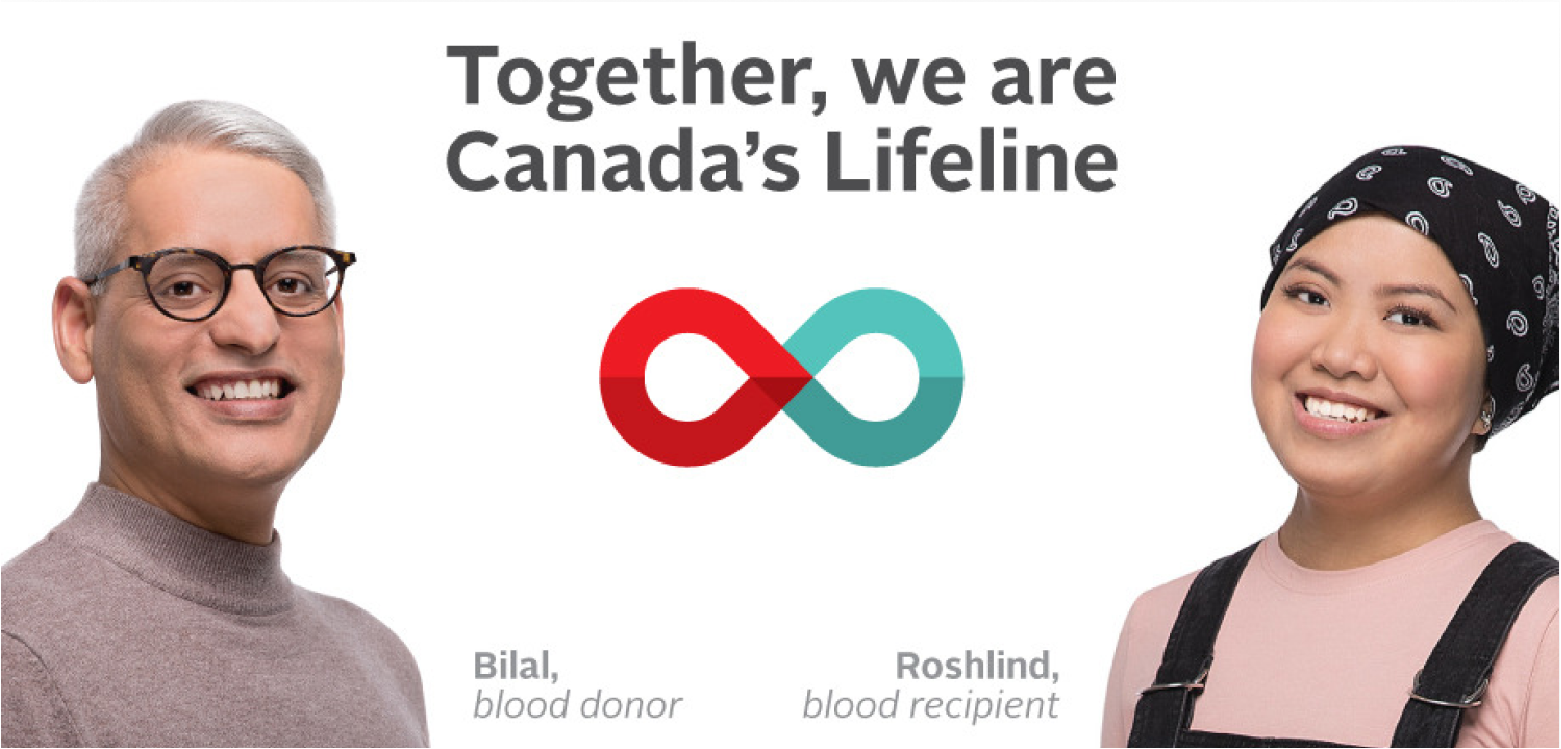 Together, we are
Canada’s Lifeline
Bilal,
blood donor
Roshlind,
blood recipient